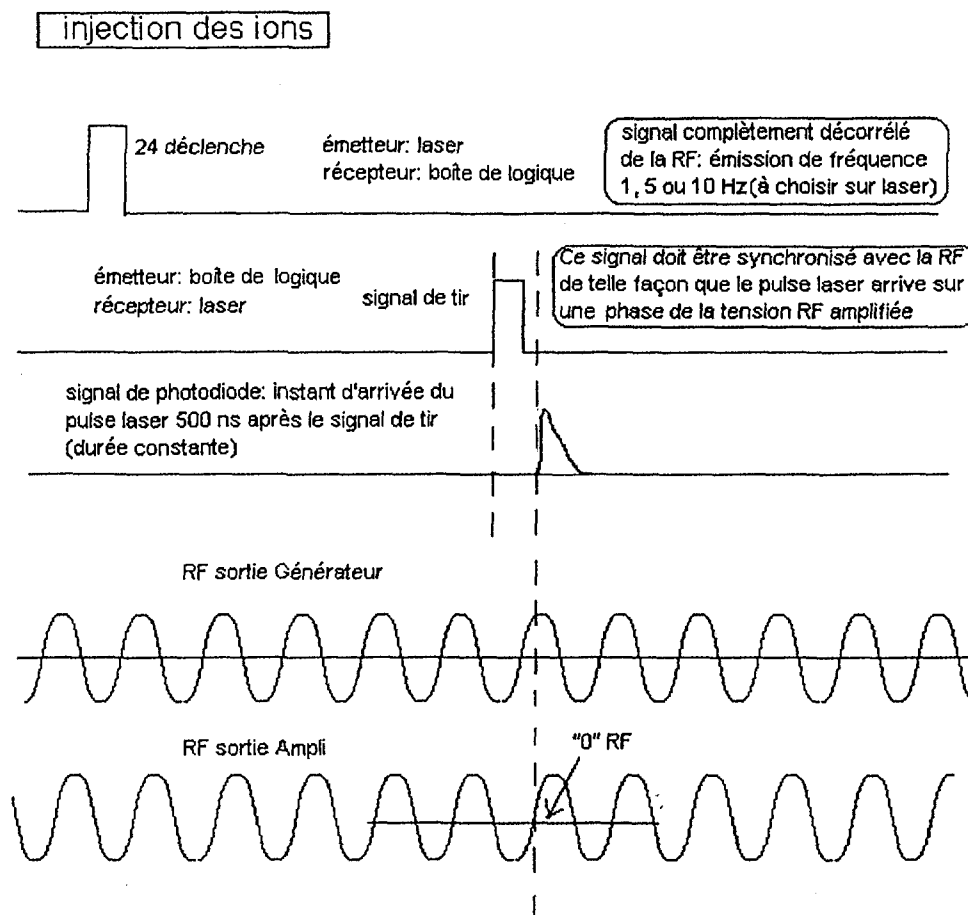 injection des ions
24 déclenche
émetteur: laser
récepteur: boîte de logique
signal complètement décorrélé
de la RF: émission de fréquence
1, 5 ou 10 Hz(à choisir sur laser)
émetteur: boîte de logique
récepteur: laser
signal de tir
Ce signal doit être synchronisé avec la RF
de telle façon que le pulse laser arrive sur
une phase de la tension RF amplifiée
signal de photodiode: instant d'arrivée du
pulse laser 500 ns après le signal de tir
(durée constante)
RF sortie Générateur
RF sortie Ampli
"0" RF